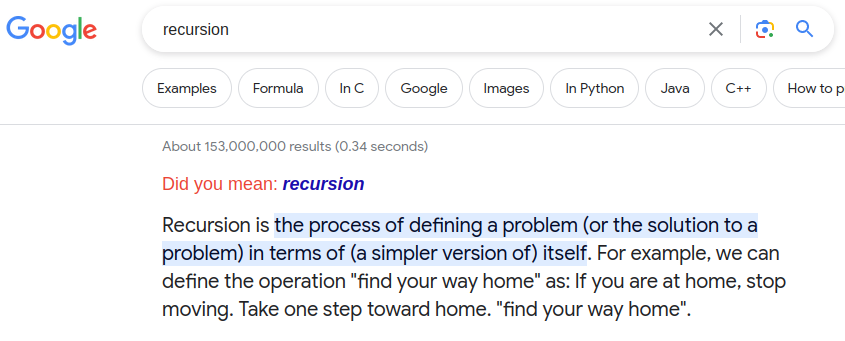 Google
recursion
Examples
Formula
In C
Google
Images
In Python
Java
C++
How to p
About 153,000,000 results (0.34 seconds)
Did you mean: recursion
Recursion is the process of defining a problem (or the solution to a
problem) in terms of (a simpler version of) itself. For example, we can
define the operation "find your way home" as: If you are at home, stop
moving. Take one step toward home. "find your way home".